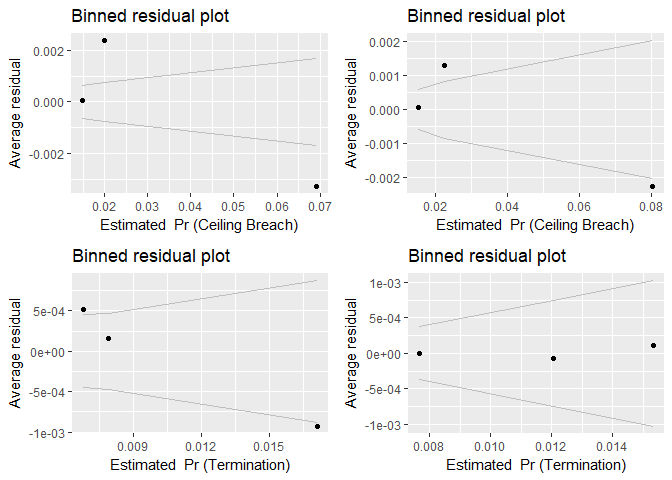 Binned residual plot
Average residual
0.002
0.000
-0.002
0.02 0.03 0.04 0.05 0.06 0.07
Estimated Pr (Ceiling Breach)
Binned residual plot
Average residual
0.002
0.001
0.000
-0.001
-0.002
0.02 0.04 0.06 0.08
Estimated Pr (Ceiling Breach)
Binned residual plot
Average residual
5e-04
0e+00
-5e-04
-1e-03
0.009 0.012 0.015
Estimated Pr (Termination)
Binned residual plot
Average residual
1e-03
5e-04
0e+00
-5e-04
-1e-03
0.008 0.010 0.012 0.014
Estimated Pr (Termination)